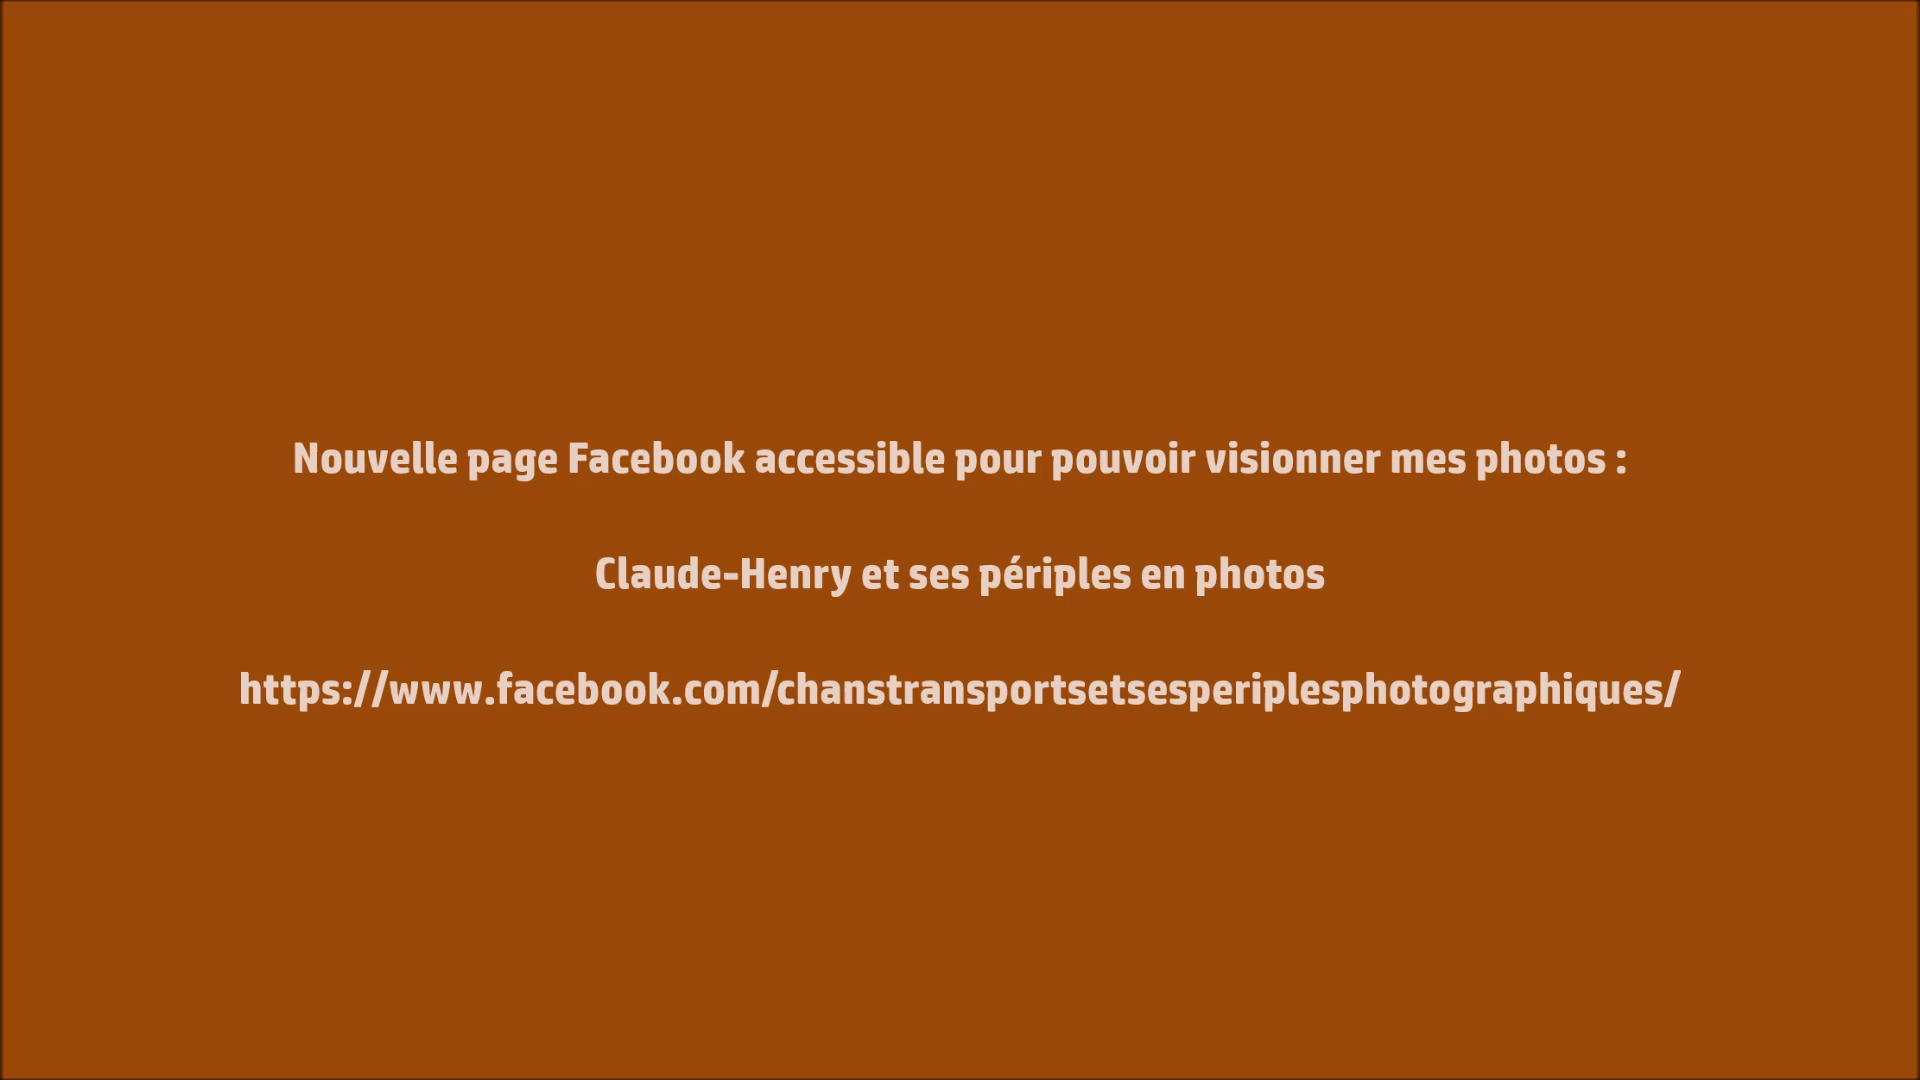 Nouvelle page Facebook accessible pour pouvoir visionner mes photos :
Claude-Henry et ses périples en photos
https://www.facebook.com/chanstransportsetsesperiplesphotographiques/